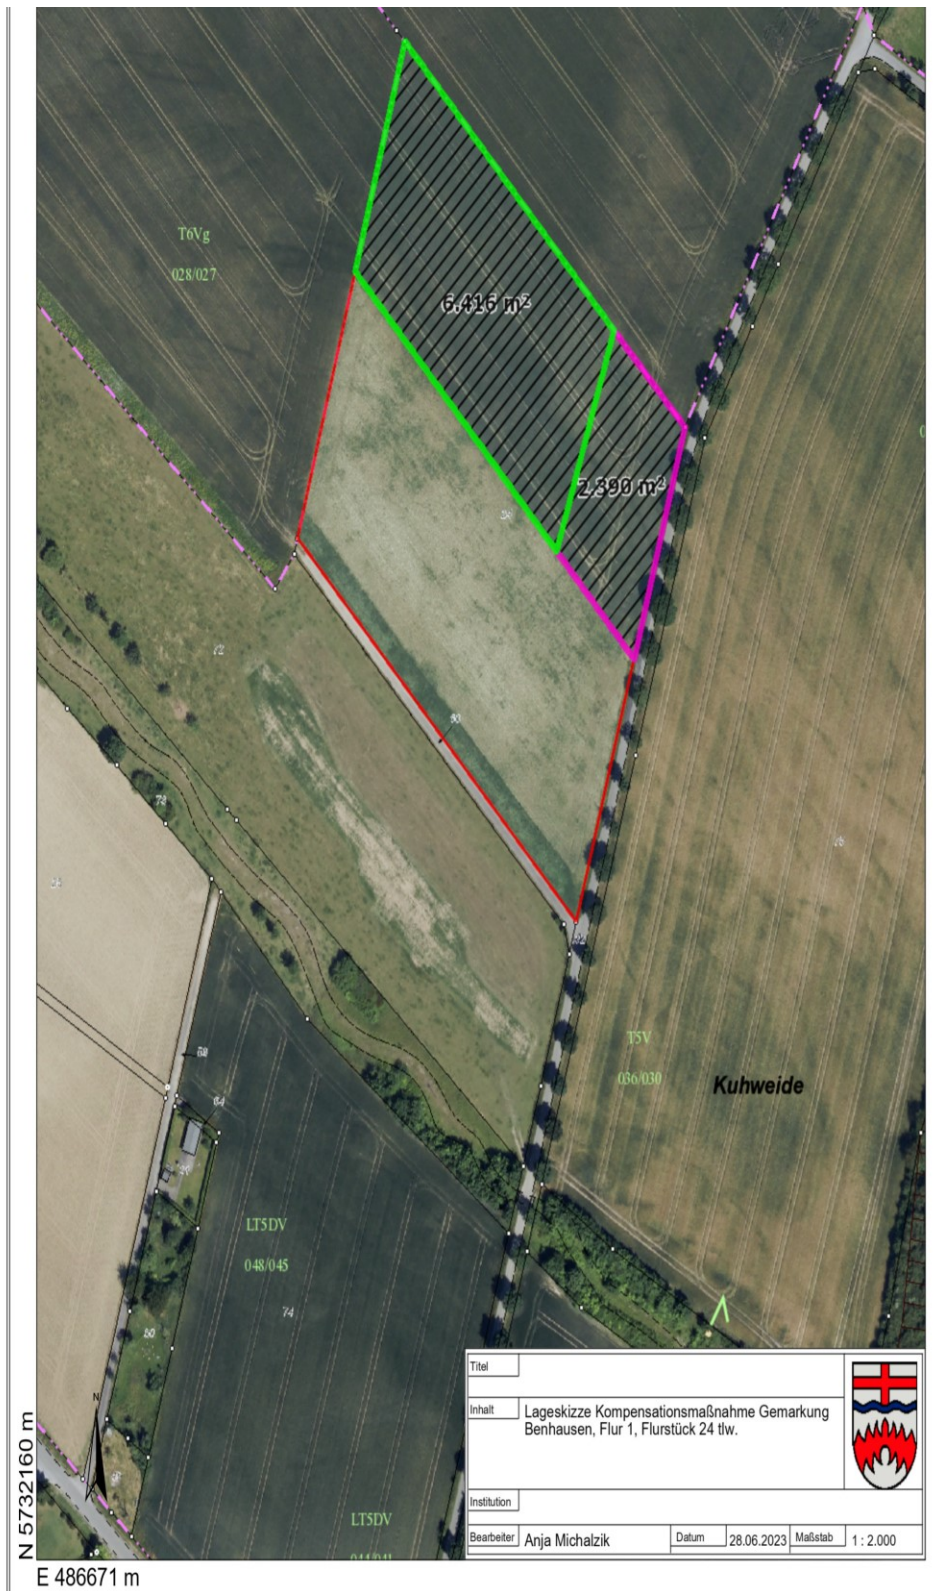 T6Vg
028/027
6.416 m²
2.390 m²
24
72
T5V
036/030
Kuhweide
LT5DV
048/045
74
N
LT5DV
N 5732160 m
E 486671 m
Titel
Inhalt Lageskizze Kompensationsmaßnahme Gemarkung
Benhausen, Flur 1, Flurstück 24 tlw.
Institution
Bearbeiter Anja Michalzik Datum 28.06.2023 Maßstab 1 : 2.000